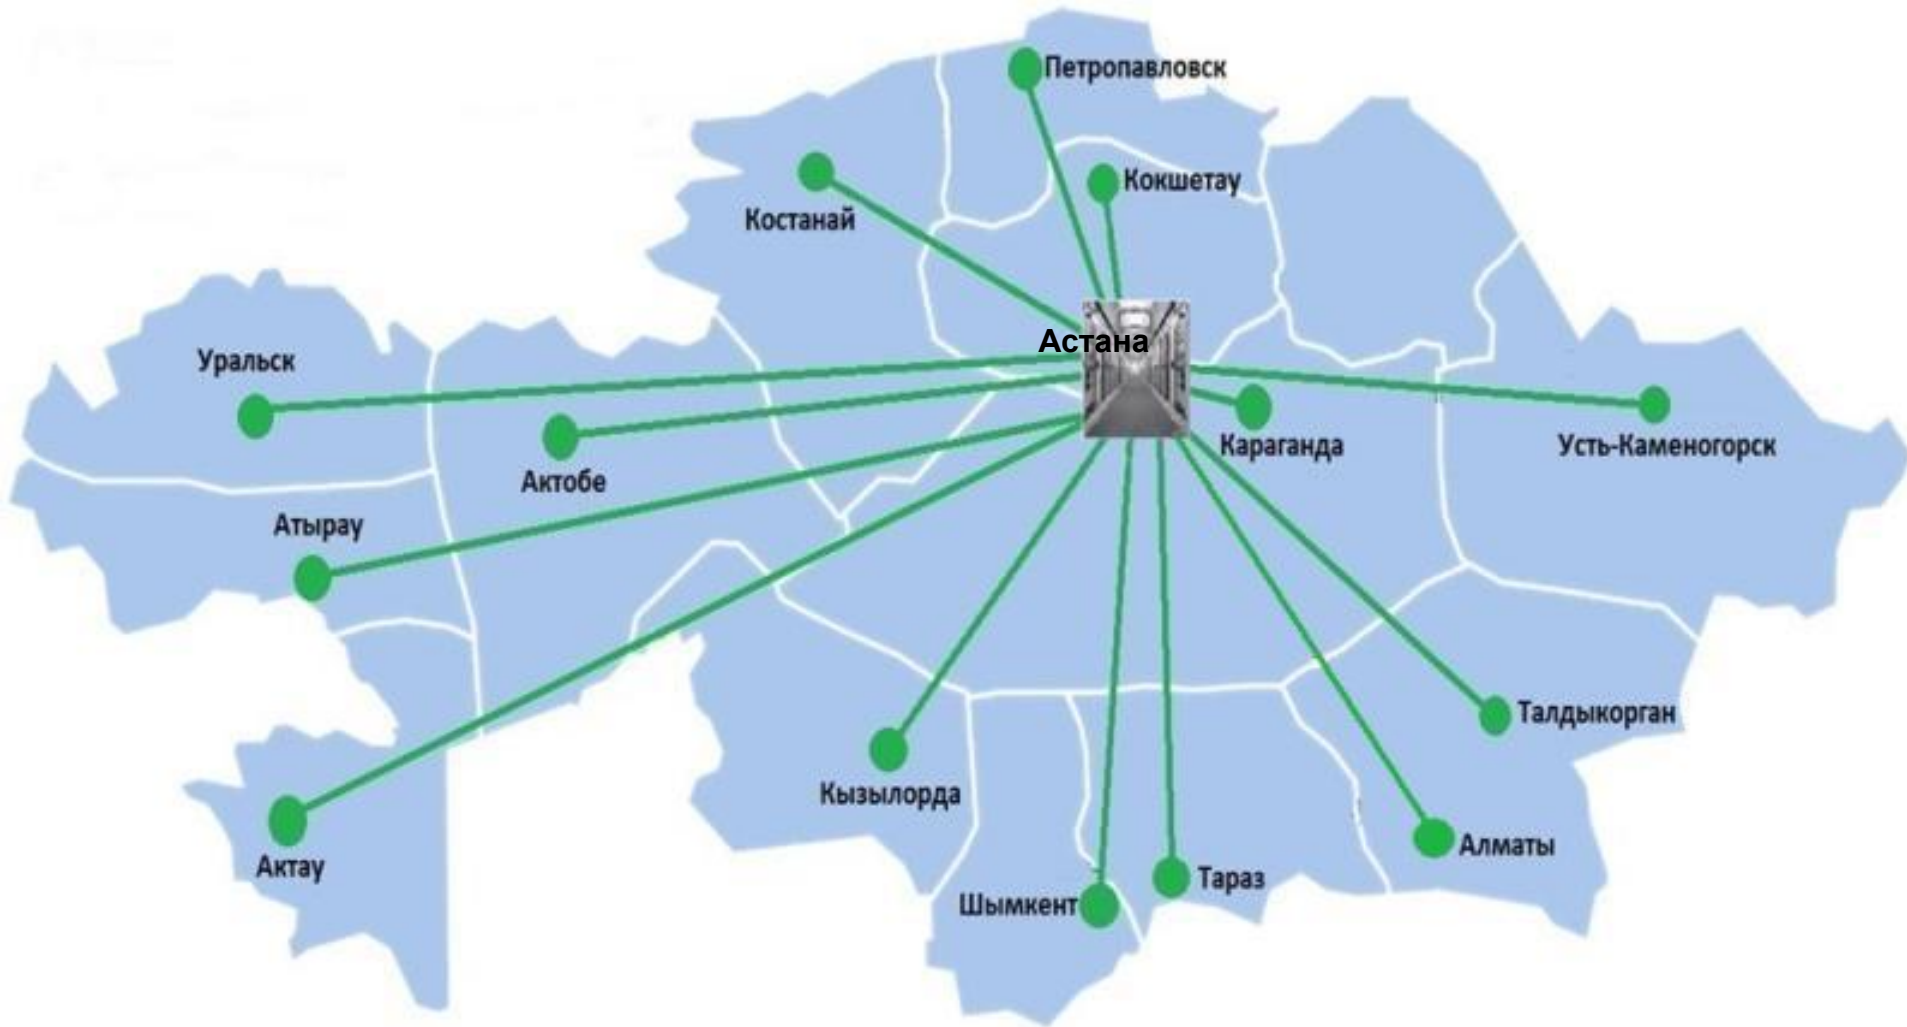 Петропавловск
Кокшетау
Костанай
Астана
Уральск
Караганда
Усть-Каменогорск
Актобе
Атырау
Талдыкорган
Кызылорда
Алматы
Актау
Тараз
Шымкент